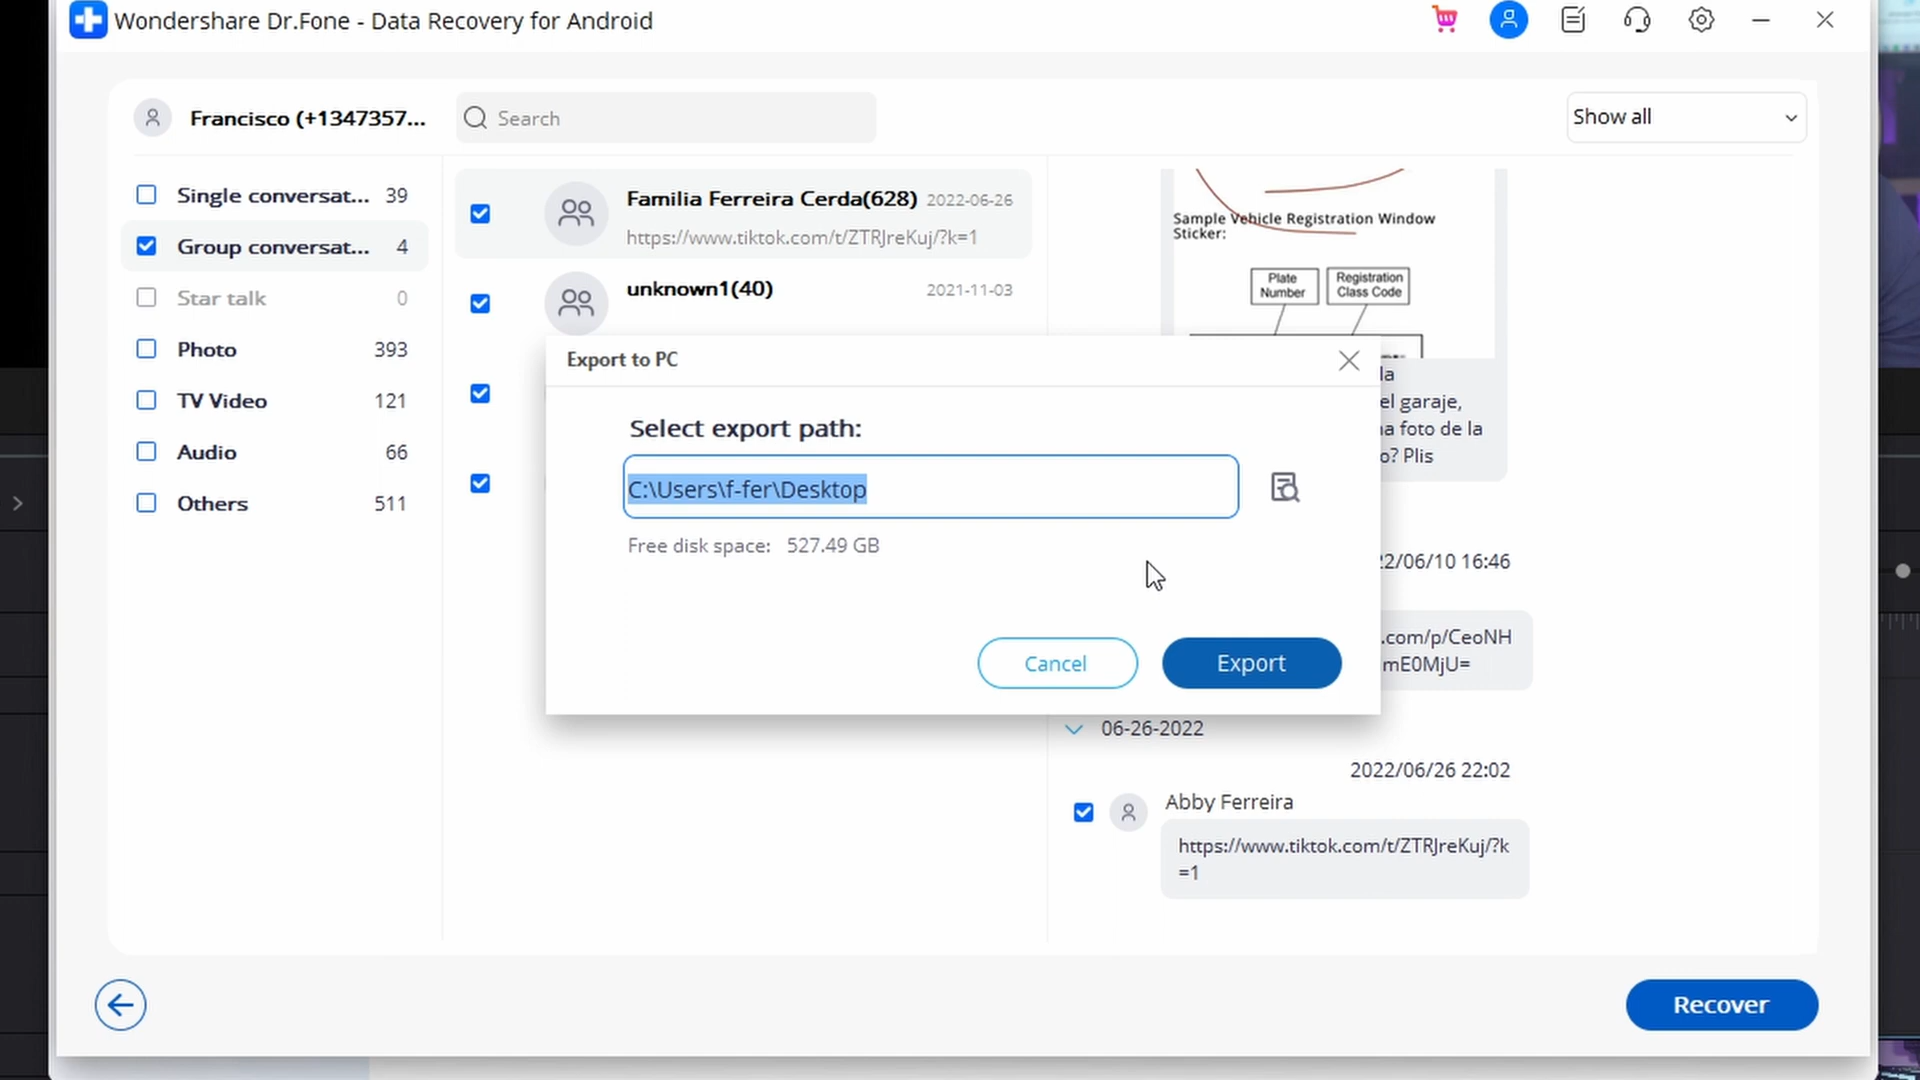 Wondershare Dr.Fone - Data Recovery for Android
Francisco (+1347357...
Search
Show all
Single conversat... 39
Group conversat... 4
Star talk 0
Photo 393
TV Video 121
Audio 66
Others 511
Familia Ferreira Cerda(628) 2022-06-26
https://www.tiktok.com/t/ZTRJreKuj/?k=1
unknown1(40) 2021-11-03
Sample Vehicle Registration Window
Sticker:
Plate
Number
Registration
Class Code
la
el garaje,
a foto de la
o? Plis
22/06/10 16:46
.com/p/CeoNH
mE0MjU=
Export to PC
Select export path:
C:\Users\f-fer\Desktop
Free disk space: 527.49 GB
Cancel
Export
06-26-2022
2022/06/26 22:02
Abby Ferreira
https://www.tiktok.com/t/ZTRJreKuj/?k
=1
Recover